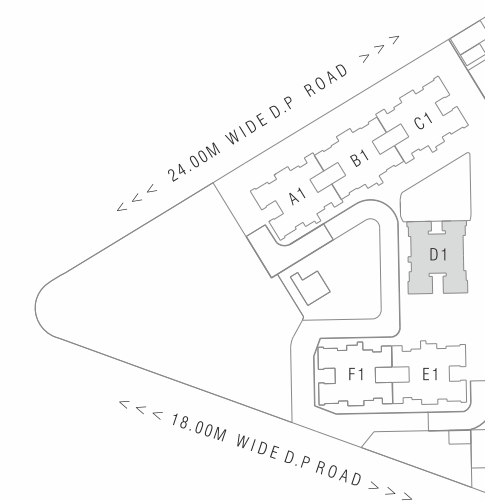 <<< 24.00M WIDE D.P ROAD >>>
C1
B1
A1
D1
F1
E1
<<< 18.00M WIDE D.P ROAD >>>